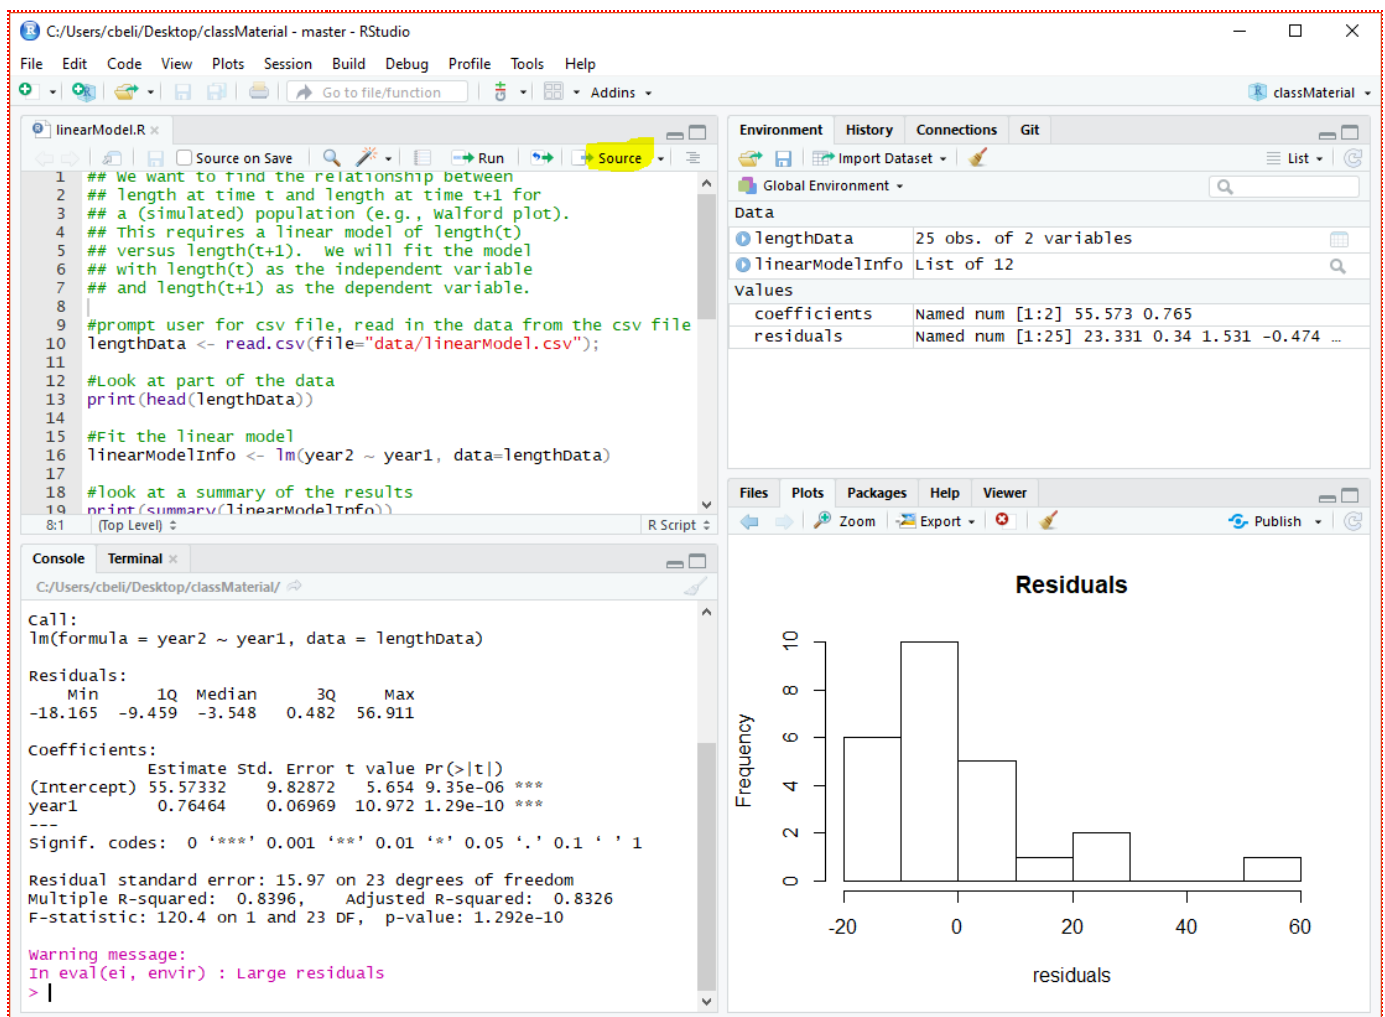 C:/Users/cbeli/Desktop/classMaterial - master - RStudio
File Edit Code View Plots Session Build Debug Profile Tools Help
Go to file/function Addins classMaterial
linearModel.R
Source on Save Run Source
1 ## We want to find the relationship between
2 ## length at time t and length at time t+1 for
3 ## a (simulated) population (e.g., Walford plot).
4 ## This requires a linear model of length(t)
5 ## versus length(t+1).  We will fit the model
6 ## with length(t) as the independent variable
7 ## and length(t+1) as the dependent variable.
8
9 #prompt user for csv file, read in the data from the csv file
10 lengthData <- read.csv(file="data/linearModel.csv");
11
12 #Look at part of the data
13 print(head(lengthData))
14
15 #Fit the linear model
16 linearModelInfo <- lm(year2 ~ year1, data=lengthData)
17
18 #look at a summary of the results
19 print(summary(linearModelInfo))
8:1 (Top Level) R Script
Console Terminal
C:/Users/cbeli/Desktop/classMaterial/
Call:
lm(formula = year2 ~ year1, data = lengthData)
Residuals:
Min 1Q Median 3Q Max
-18.165 -9.459 -3.548 0.482 56.911
Coefficients:
Estimate Std. Error t value Pr(>|t|)
(Intercept) 55.57332 9.82872 5.654 9.35e-06 ***
year1 0.76464 0.06969 10.972 1.29e-10 ***
---
Signif. codes:  0 ‘***’ 0.001 ‘**’ 0.01 ‘*’ 0.05 ‘.’ 0.1 ‘ ’ 1
Residual standard error: 15.97 on 23 degrees of freedom
Multiple R-squared:  0.8396, Adjusted R-squared:  0.8326
F-statistic: 120.4 on 1 and 23 DF,  p-value: 1.292e-10
Warning message:
In eval(ei, envir) : Large residuals
>
Environment History Connections Git
Import Dataset List
Global Environment
Data
lengthData 25 obs. of 2 variables
linearModelInfo List of 12
Values
coefficients Named num [1:2] 55.573 0.765
residuals Named num [1:25] 23.331 0.34 1.531 -0.474 …
Files Plots Packages Help Viewer
Zoom Export Publish
Residuals
Frequency
10
8
6
4
2
0
-20 0 20 40 60
residuals